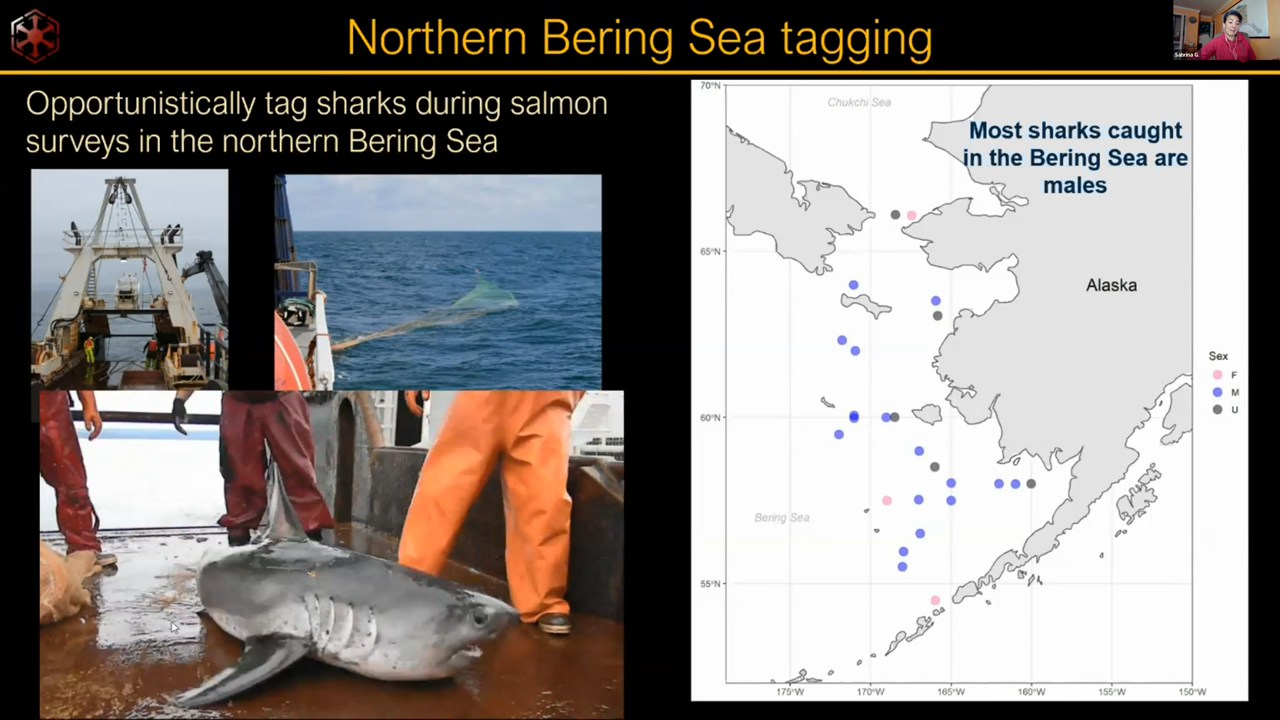 Northern Bering Sea tagging
Sabrina G.
Opportunistically tag sharks during salmon
surveys in the northern Bering Sea
70°N
65°N
60°N
55°N
Chukchi Sea
Most sharks caught
in the Bering Sea are
males
Alaska
Bering Sea
Sex
F
M
U
175°W
170°W
165°W
160°W
155°W
150°W